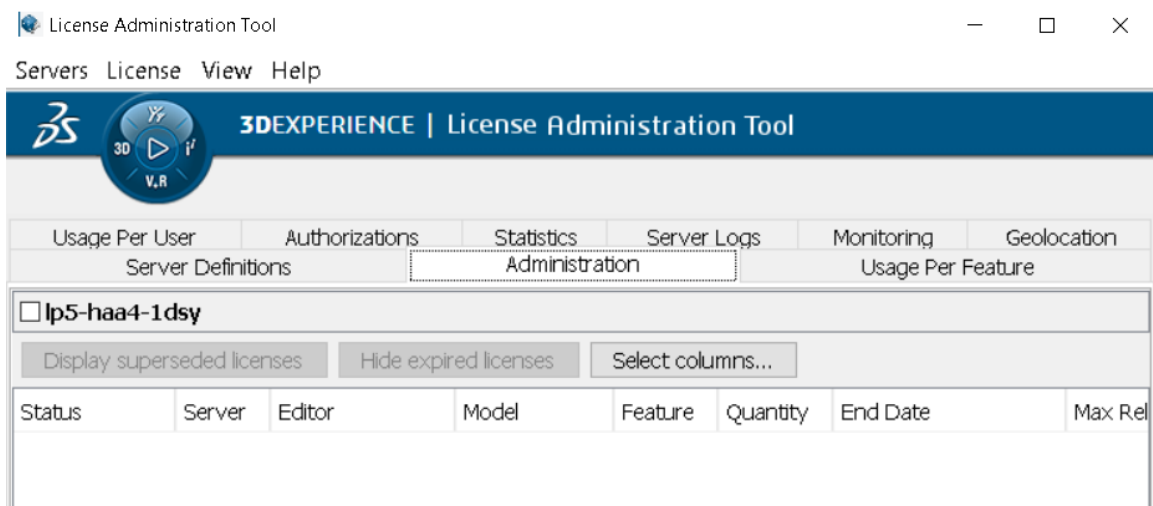 License Administration Tool
Servers License View Help
3DEXPERIENCE | License Administration Tool
3D V.R
Usage Per User Authorizations Statistics Server Logs Monitoring Geolocation
Server Definitions Administration Usage Per Feature
lp5-haa4-1dsy
Display superseded licenses Hide expired licenses Select columns...
Status Server Editor Model Feature Quantity End Date Max Rel